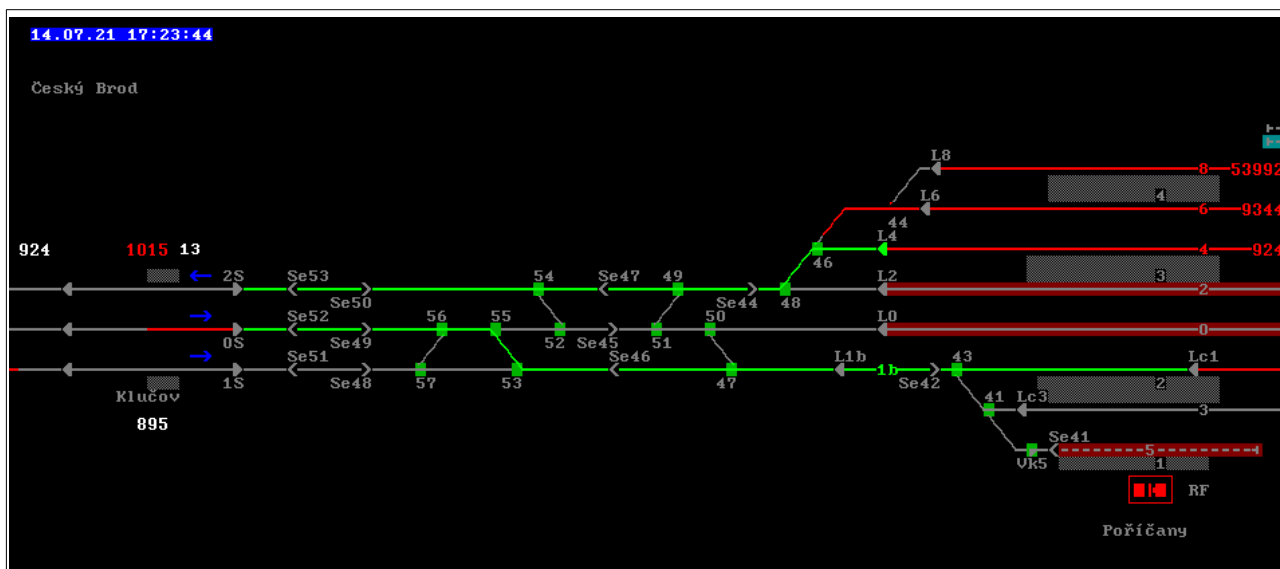 14.07.21 17:23:44
Český Brod
L8
8 53992
4
L6
6 9344
44
924 1015 13
L4
4 924
46
3
2S Se53 54 Se47 49 L2
Se50 Se44 48 2
Se52 56 55 50 L0
0S Se49 52 Se45 51 0
Se51 Se46 L1b 43 Lc1
1b
1S Se48 57 53 47 Se42
2
Klučov
41 Lc3
3
895
Se41
5
Vk5 1
RF
Poříčany